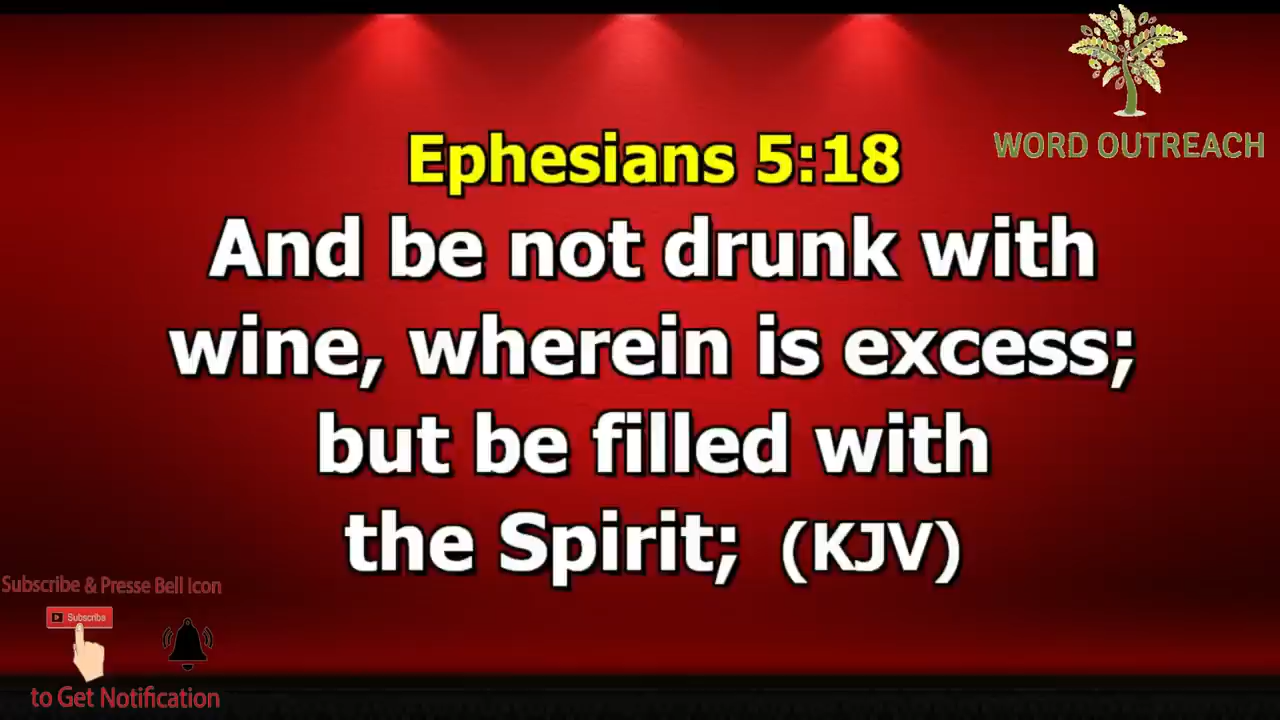 WORD OUTREACH
Ephesians 5:18
And be not drunk with
wine, wherein is excess;
but be filled with
the Spirit; (KJV)
Subscribe & Presse Bell Icon
Subscribe
to Get Notification